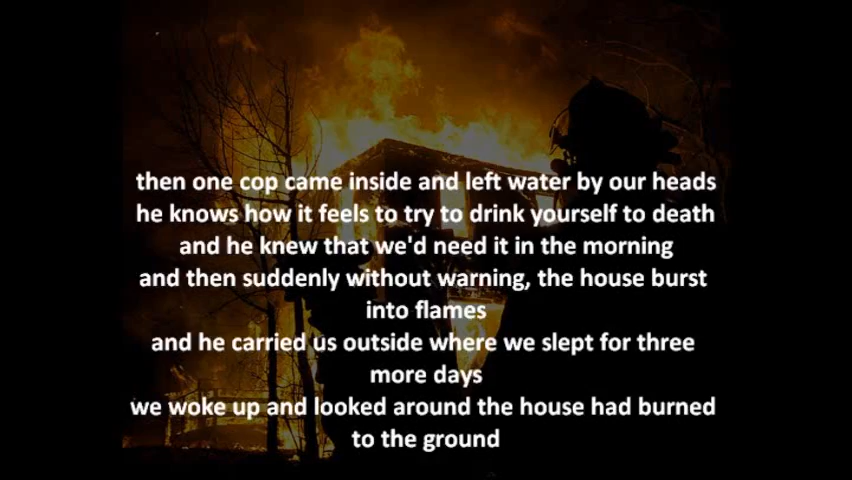 then one cop came inside and left water by our heads
he knows how it feels to try to drink yourself to death
and he knew that we'd need it in the morning
and then suddenly without warning, the house burst
into flames
and he carried us outside where we slept for three
more days
we woke up and looked around the house had burned
to the ground